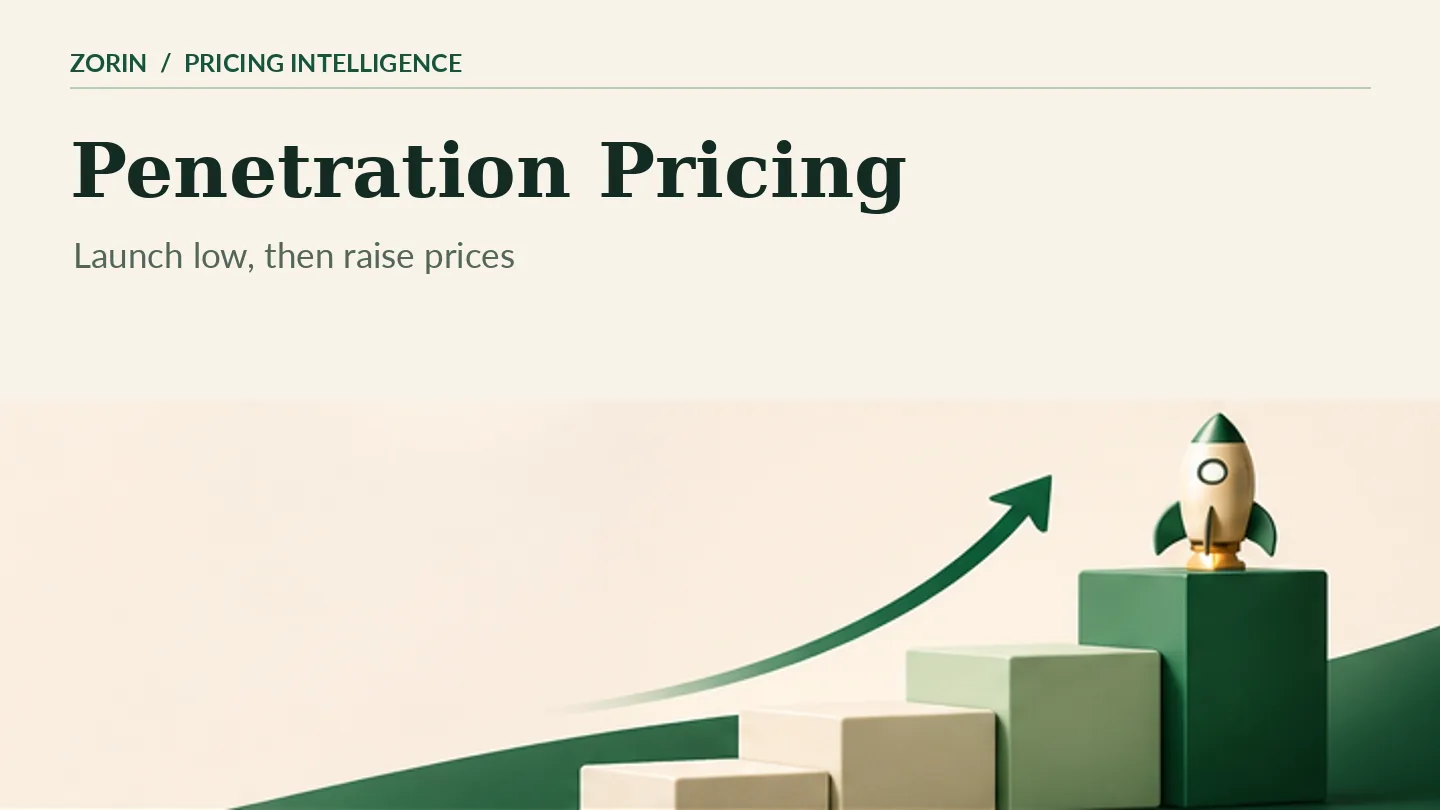 ZORIN / PRICING INTELLIGENCE
Penetration Pricing
Launch low, then raise prices